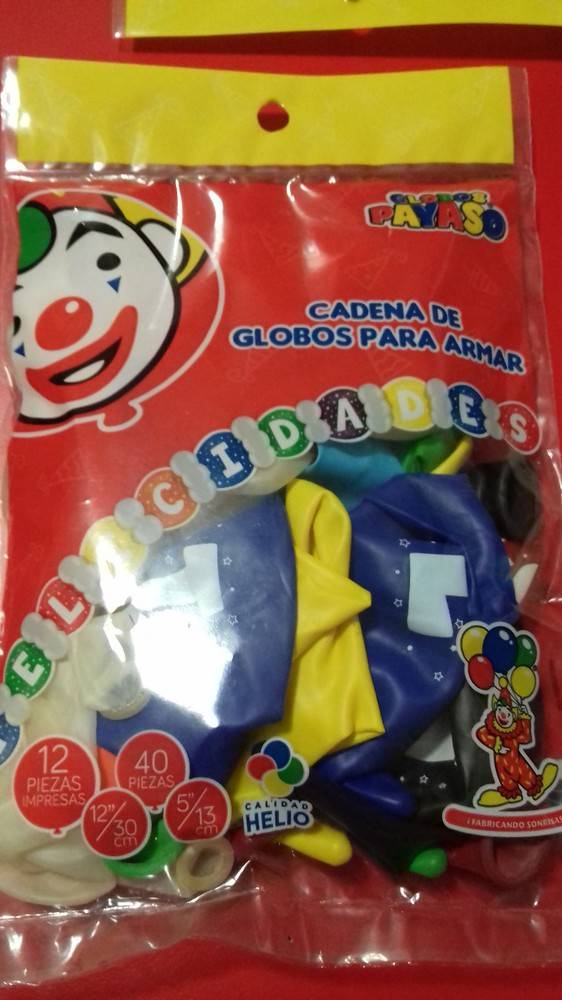 GLOBOS
PAYASO
CADENA DE
GLOBOS PARA ARMAR
FELICIDADES
12
PIEZAS
IMPRESAS
40
PIEZAS
12"/
30
cm
5"/
13
cm
CALIDAD
HELIO
¡FABRICANDO SONRISAS